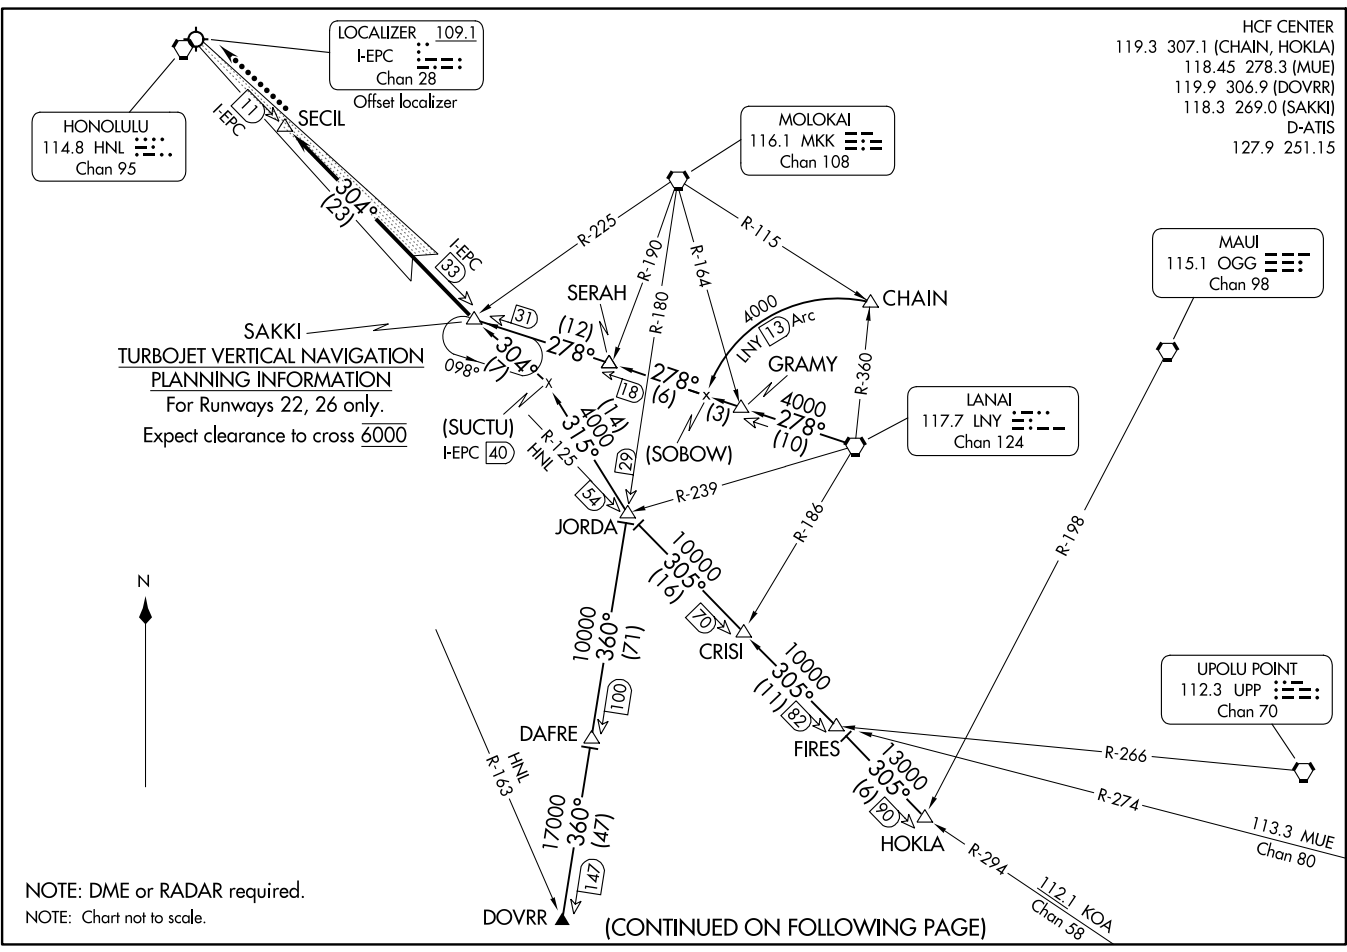 LOCALIZER 109.1
I-EPC
Chan 28
Offset localizer
HCF CENTER
119.3 307.1 (CHAIN, HOKLA)
118.45 278.3 (MUE)
119.9 306.9 (DOVRR)
118.3 269.0 (SAKKI)
D-ATIS
127.9 251.15
HONOLULU
114.8 HNL
Chan 95
11
I-EPC
SECIL
MOLOKAI
116.1 MKK
Chan 108
304°
(23)
I-EPC
33
R-225
R-190
R-180
R-164
R-115
MAUI
115.1 OGG
Chan 98
SAKKI
TURBOJET VERTICAL NAVIGATION
PLANNING INFORMATION
For Runways 22, 26 only.
Expect clearance to cross 6000
098°
304°
(7)
31
SERAH
(12)
278°
18
278°
(6)
4000
LNY 13 Arc
CHAIN
GRAMY
(3)
(SOBOW)
4000
278°
(10)
R-360
LANAI
117.7 LNY
Chan 124
(SUCTU)
I-EPC 40
(14)
4000
315°
R-125
HNL
54
29
R-239
R-186
R-198
JORDA
10000
305°
(16)
70
CRISI
10000
305°
(11)
82
FIRES
13000
305°
(6)
90
HOKLA
UPOLU POINT
112.3 UPP
Chan 70
R-266
R-274
113.3 MUE
Chan 80
R-294
112.1 KOA
Chan 58
N
10000
360°
(71)
100
DAFRE
HNL
R-163
17000
360°
(47)
147
DOVRR
NOTE: DME or RADAR required.
NOTE: Chart not to scale.
(CONTINUED ON FOLLOWING PAGE)